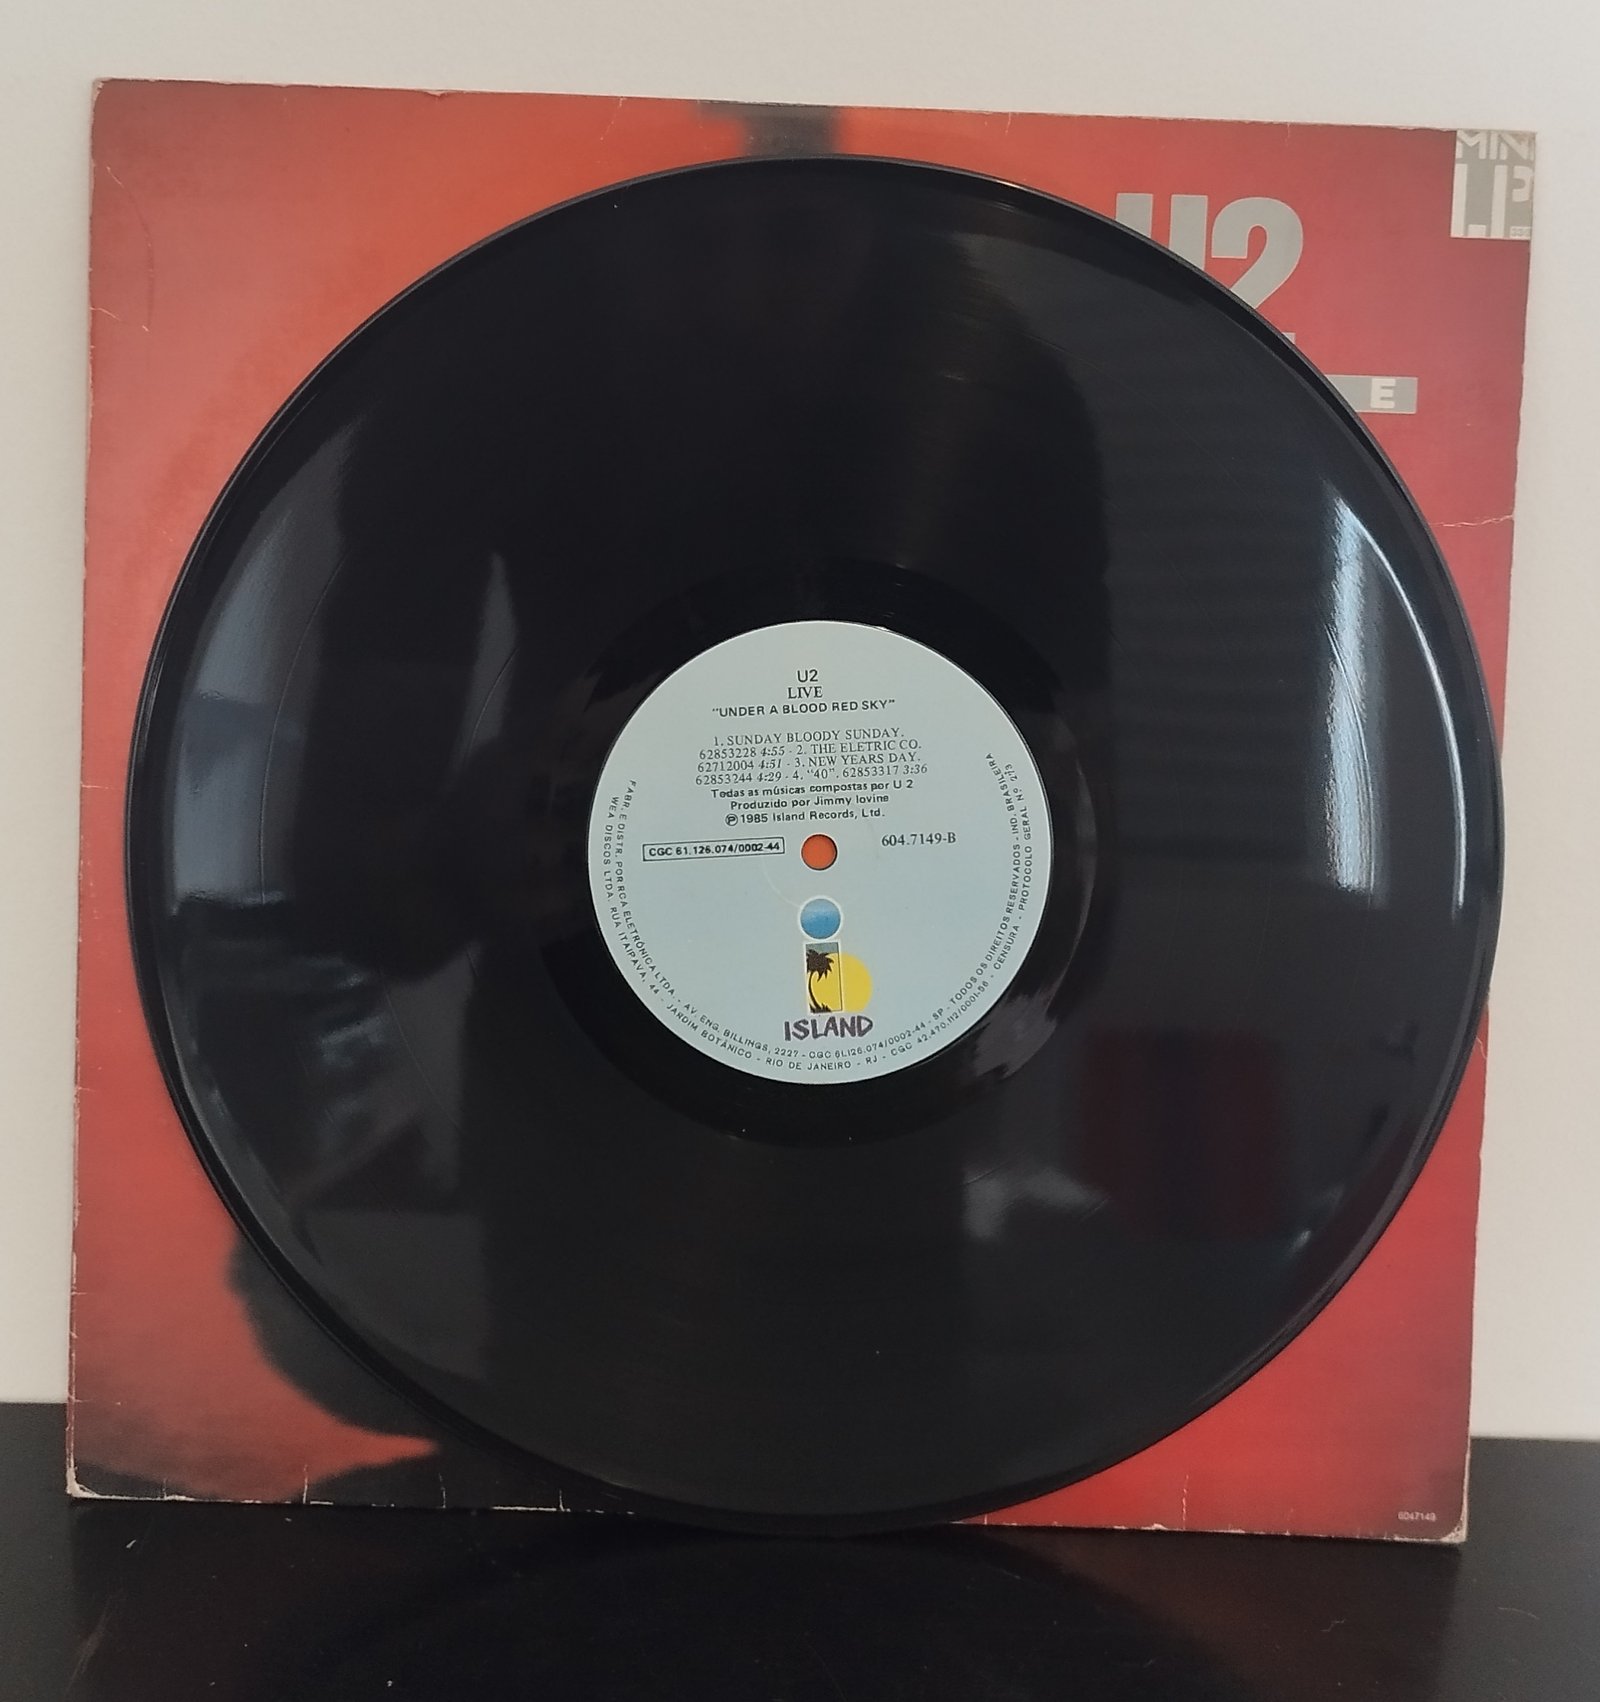 MIN
LP
U2
E
U2
LIVE
"UNDER A BLOOD RED SKY"
1. SUNDAY BLOODY SUNDAY.
62853228 4:55 - 2. THE ELETRIC CO.
62712004 4:51 - 3. NEW YEARS DAY.
62853244 4:29 - 4. "40". 62853317 3:36
Todas as músicas compostas por U 2
Produzido por Jimmy Iovine
℗ 1985 Island Records, Ltd.
CGC 61.126.074/0002-44
604.7149-B
ISLAND
FABR. E DISTR. POR RCA ELETRÔNICA LTDA. - AV. ENG. BILLINGS, 2227 - CGC 61.126.074/0002-44 - SP - TODOS OS DIREITOS RESERVADOS - IND. BRASILEIRA
WEA DISCOS LTDA. RUA ITAIPAVA, 44 - JARDIM BOTÂNICO - RIO DE JANEIRO - RJ - CGC 42.470.112/0001-56 - CENSURA - PROTOCOLO GERAL Nº 273
6047149